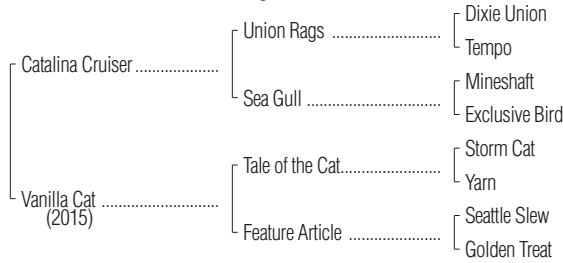 Dixie Union
Union Rags ....................
Tempo
Catalina Cruiser ................
Mineshaft
Sea Gull .........................
Exclusive Bird
Storm Cat
Tale of the Cat..................
Yarn
Vanilla Cat ......................
(2015)
Seattle Slew
Feature Article .................
Golden Treat